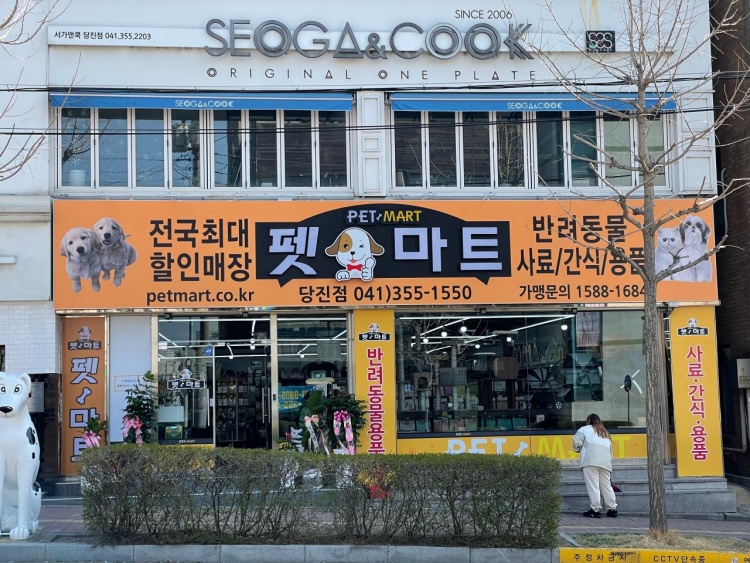 SINCE 2006
서가앤쿡 당진점 041.355.2203
SEOGA&COOK
ORIGINAL ONE PLATE
SEOGA&COOK
SEOGA&COOK
전국최대
할인매장
petmart.co.kr
PET♪MART
펫 마트
당진점 041)355-1550
반려동물
사료/간식/용품
가맹문의 1588-1684
펫♪마트
펫♪마트
펫♪마트
PET♪MART
반려동물용품
PET♪MART
PET♪MART
펫♪마트
사료·간식·용품
주정차금지
CCTV단속중